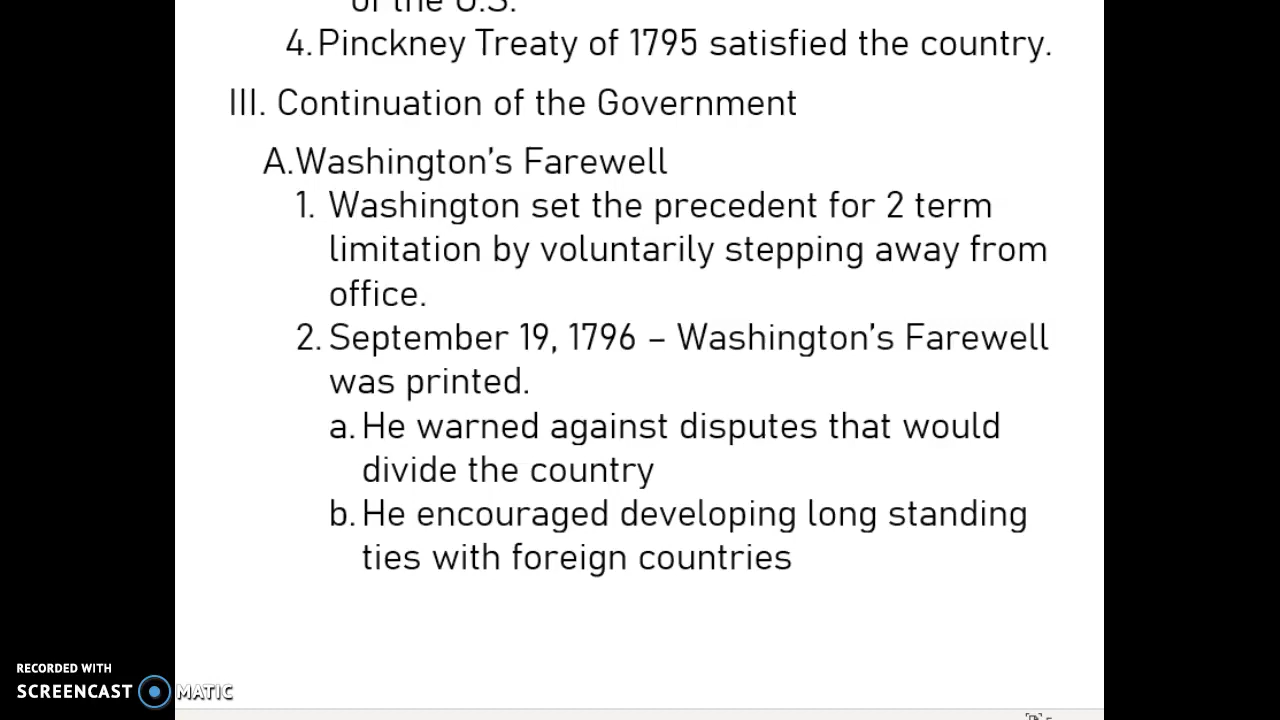 of the U.S.
4. Pinckney Treaty of 1795 satisfied the country.
III. Continuation of the Government
A. Washington's Farewell
1. Washington set the precedent for 2 term
limitation by voluntarily stepping away from
office.
2. September 19, 1796 – Washington's Farewell
was printed.
a. He warned against disputes that would
divide the country
b. He encouraged developing long standing
ties with foreign countries
RECORDED WITH
SCREENCAST MATIC